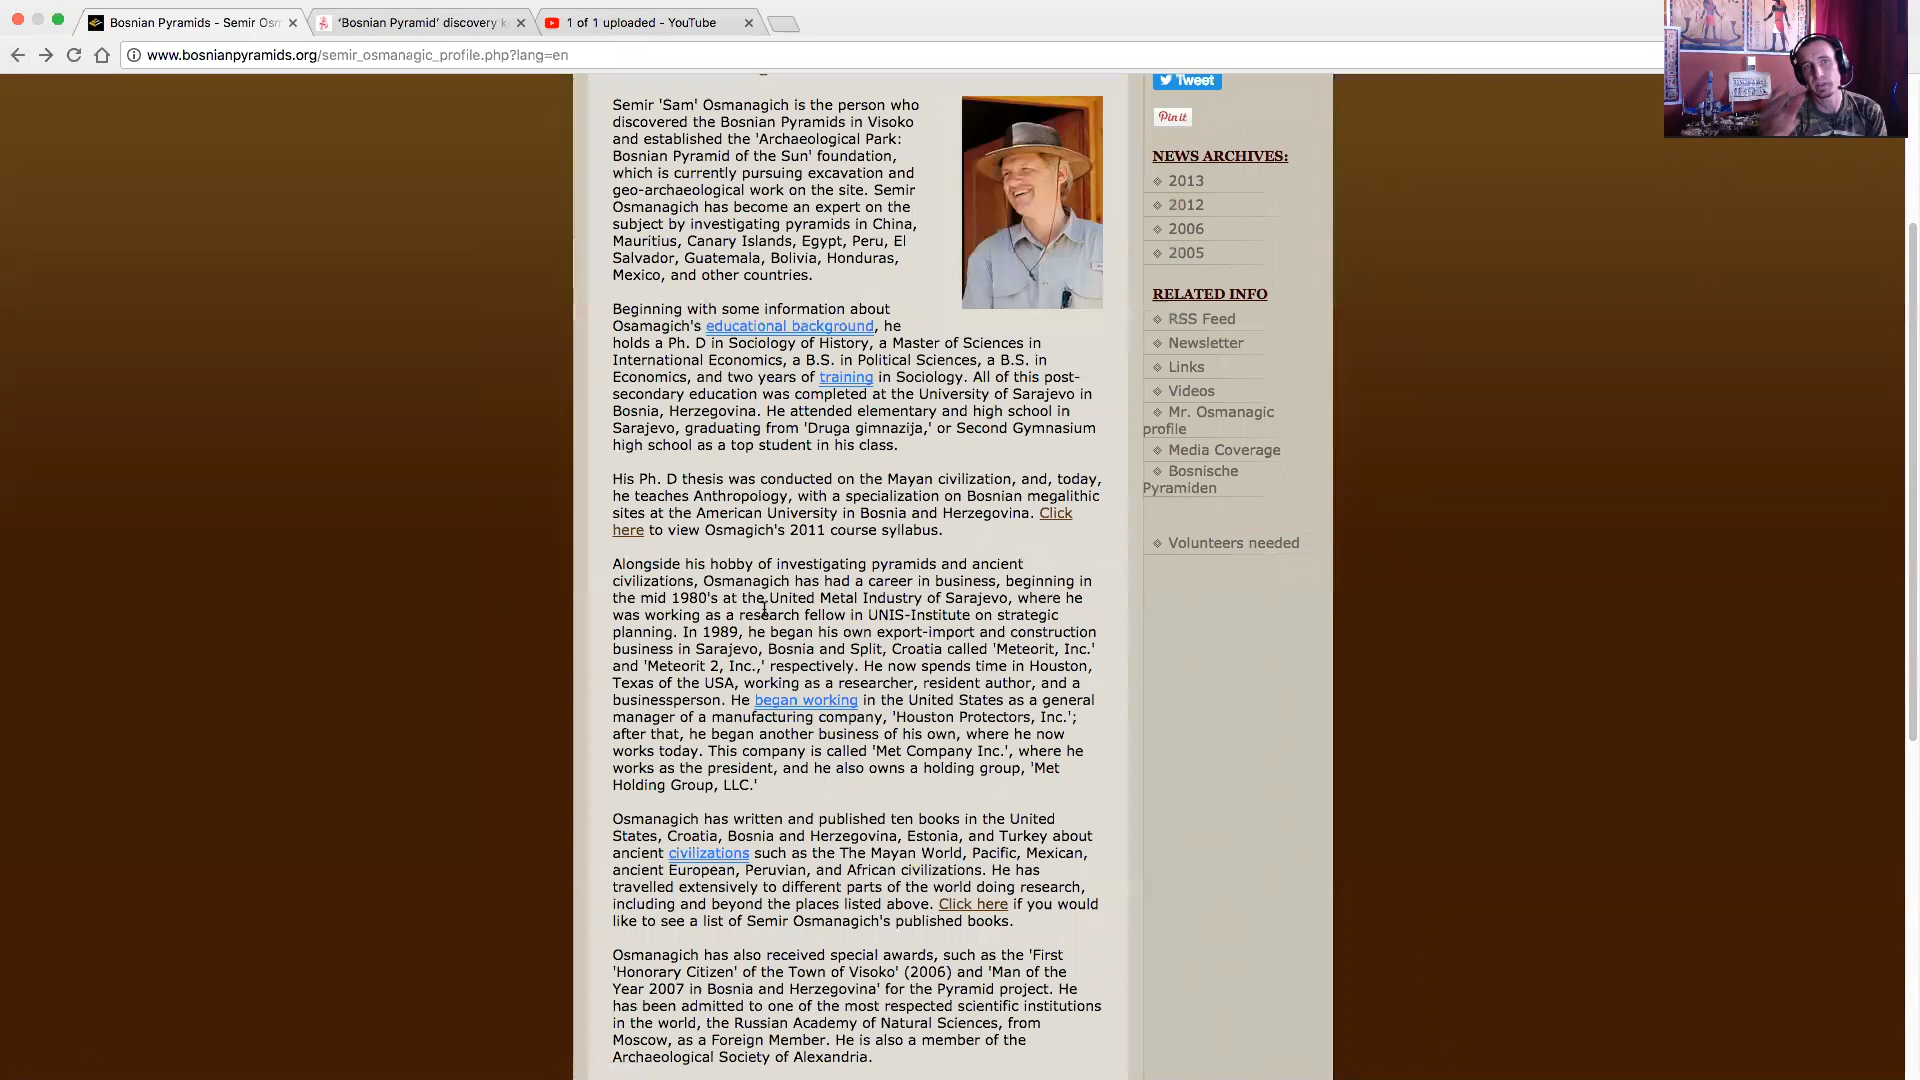 Bosnian Pyramids - Semir Osm
'Bosnian Pyramid' discovery k
1 of 1 uploaded - YouTube
www.bosnianpyramids.org/semir_osmanagic_profile.php?lang=en
Semir 'Sam' Osmanagich is the person who
discovered the Bosnian Pyramids in Visoko
and established the 'Archaeological Park:
Bosnian Pyramid of the Sun' foundation,
which is currently pursuing excavation and
geo-archaeological work on the site. Semir
Osmanagich has become an expert on the
subject by investigating pyramids in China,
Mauritius, Canary Islands, Egypt, Peru, El
Salvador, Guatemala, Bolivia, Honduras,
Mexico, and other countries.
Beginning with some information about
Osamagich's educational background, he
holds a Ph. D in Sociology of History, a Master of Sciences in
International Economics, a B.S. in Political Sciences, a B.S. in
Economics, and two years of training in Sociology. All of this post-
secondary education was completed at the University of Sarajevo in
Bosnia, Herzegovina. He attended elementary and high school in
Sarajevo, graduating from 'Druga gimnazija,' or Second Gymnasium
high school as a top student in his class.
His Ph. D thesis was conducted on the Mayan civilization, and, today,
he teaches Anthropology, with a specialization on Bosnian megalithic
sites at the American University in Bosnia and Herzegovina. Click
here to view Osmagich's 2011 course syllabus.
Alongside his hobby of investigating pyramids and ancient
civilizations, Osmanagich has had a career in business, beginning in
the mid 1980's at the United Metal Industry of Sarajevo, where he
was working as a research fellow in UNIS-Institute on strategic
planning. In 1989, he began his own export-import and construction
business in Sarajevo, Bosnia and Split, Croatia called 'Meteorit, Inc.'
and 'Meteorit 2, Inc.,' respectively. He now spends time in Houston,
Texas of the USA, working as a researcher, resident author, and a
businessperson. He began working in the United States as a general
manager of a manufacturing company, 'Houston Protectors, Inc.';
after that, he began another business of his own, where he now
works today. This company is called 'Met Company Inc.', where he
works as the president, and he also owns a holding group, 'Met
Holding Group, LLC.'
Osmanagich has written and published ten books in the United
States, Croatia, Bosnia and Herzegovina, Estonia, and Turkey about
ancient civilizations such as the The Mayan World, Pacific, Mexican,
ancient European, Peruvian, and African civilizations. He has
travelled extensively to different parts of the world doing research,
including and beyond the places listed above. Click here if you would
like to see a list of Semir Osmanagich's published books.
Osmanagich has also received special awards, such as the 'First
'Honorary Citizen' of the Town of Visoko' (2006) and 'Man of the
Year 2007 in Bosnia and Herzegovina' for the Pyramid project. He
has been admitted to one of the most respected scientific institutions
in the world, the Russian Academy of Natural Sciences, from
Moscow, as a Foreign Member. He is also a member of the
Archaeological Society of Alexandria.
Tweet
Pin it
NEWS ARCHIVES:
2013
2012
2006
2005
RELATED INFO
RSS Feed
Newsletter
Links
Videos
Mr. Osmanagic
profile
Media Coverage
Bosnische
Pyramiden
Volunteers needed